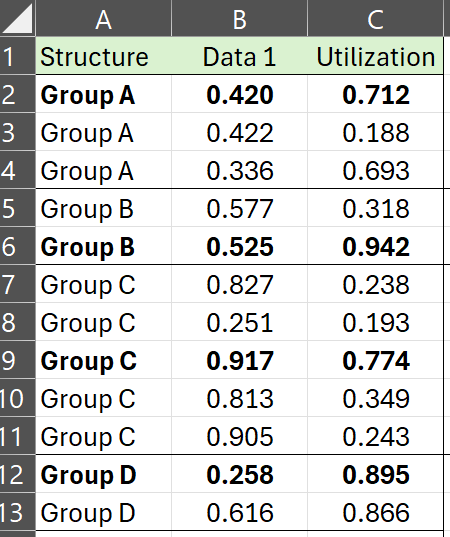 A B C
1 Structure Data 1 Utilization
2 Group A 0.420 0.712
3 Group A 0.422 0.188
4 Group A 0.336 0.693
5 Group B 0.577 0.318
6 Group B 0.525 0.942
7 Group C 0.827 0.238
8 Group C 0.251 0.193
9 Group C 0.917 0.774
10 Group C 0.813 0.349
11 Group C 0.905 0.243
12 Group D 0.258 0.895
13 Group D 0.616 0.866